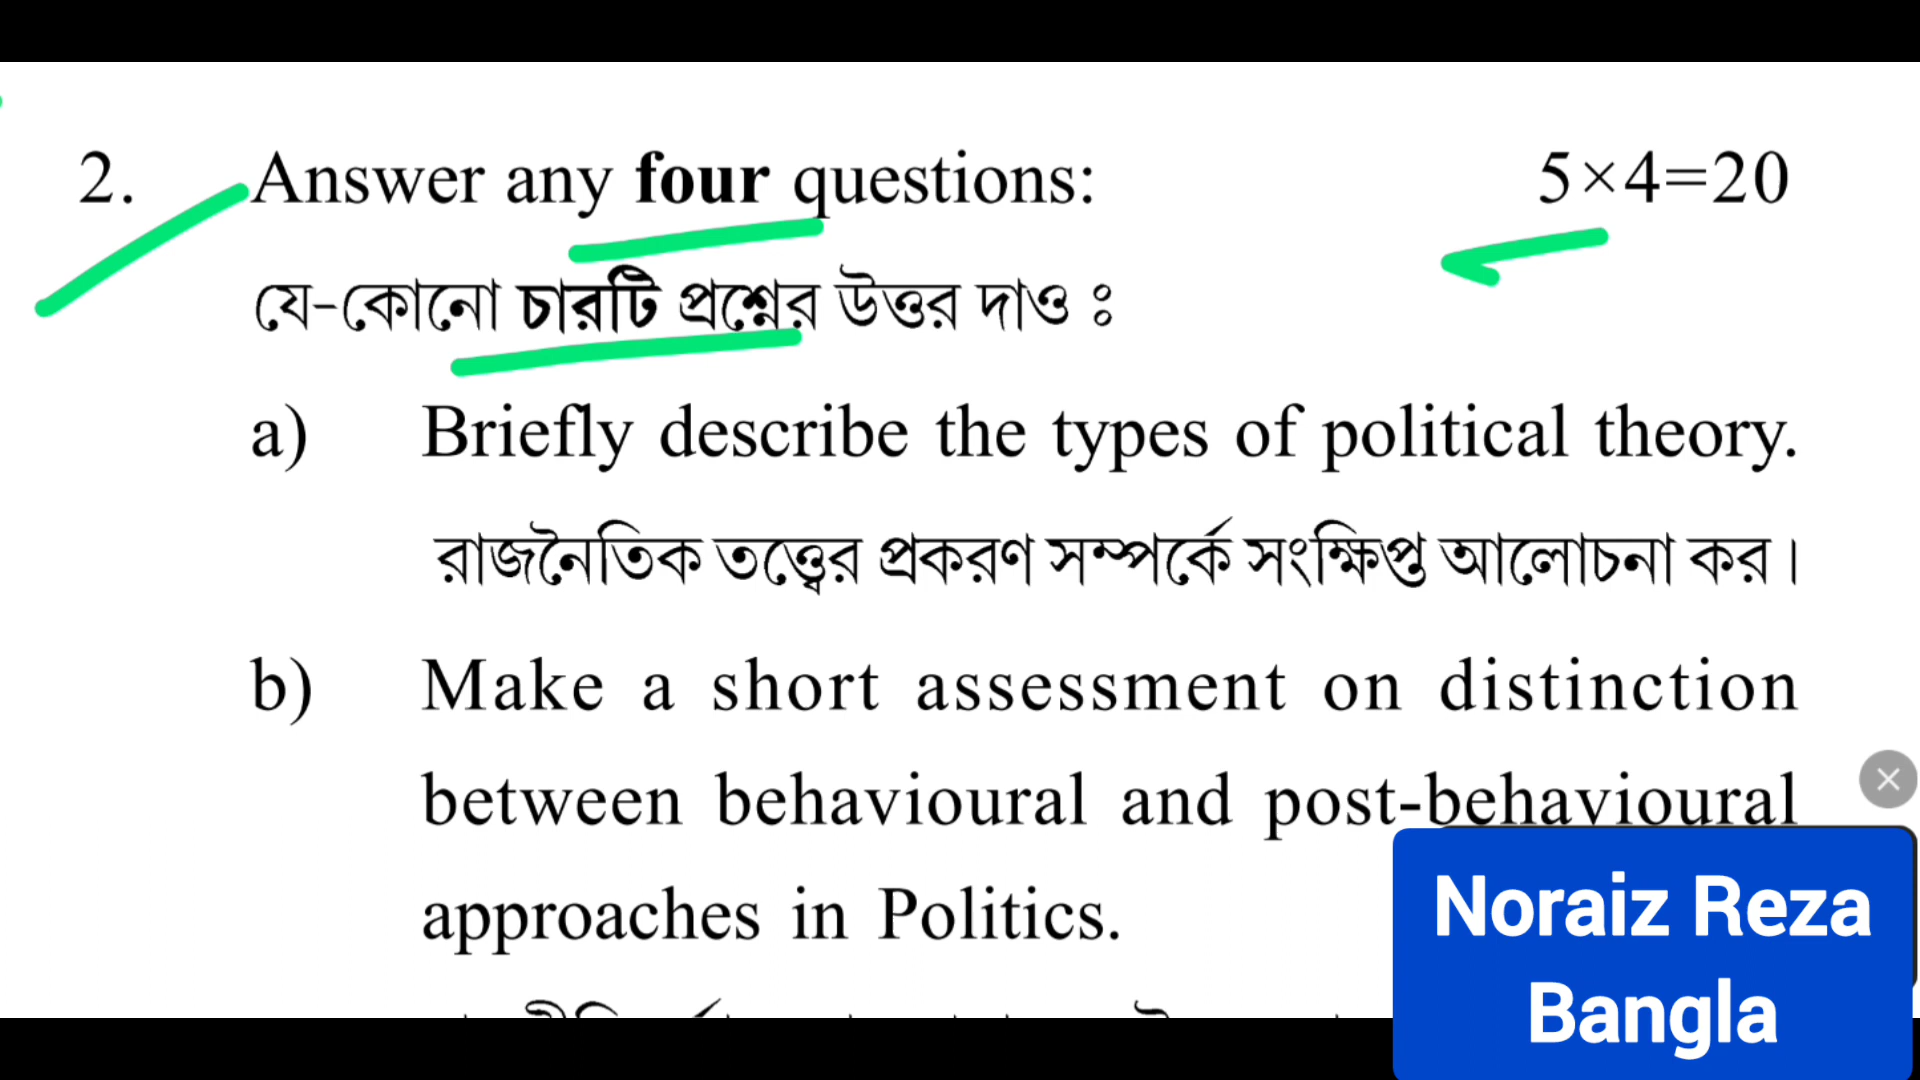 2. Answer any four questions: 5×4=20
যে-কোনো চারটি প্রশ্নের উত্তর দাও ঃ
a) Briefly describe the types of political theory.
রাজনৈতিক তত্ত্বের প্রকরণ সম্পর্কে সংক্ষিপ্ত আলোচনা কর।
b) Make a short assessment on distinction
between behavioural and post-behavioural
approaches in Politics.
Noraiz Reza
Bangla